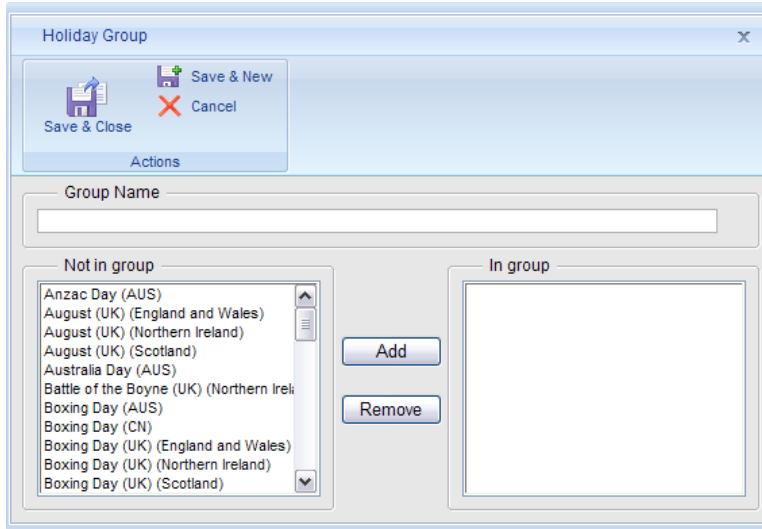 Holiday Group
x
Save & New
Cancel
Save & Close
Actions
Group Name
Not in group
Anzac Day (AUS)
August (UK) (England and Wales)
August (UK) (Northern Ireland)
August (UK) (Scotland)
Australia Day (AUS)
Battle of the Boyne (UK) (Northern
Boxing Day (AUS)
Boxing Day (CN)
Boxing Day (UK) (England and Wales)
Boxing Day (UK) (Northern Ireland)
Boxing Day (UK) (Scotland)
Add
Remove
In group